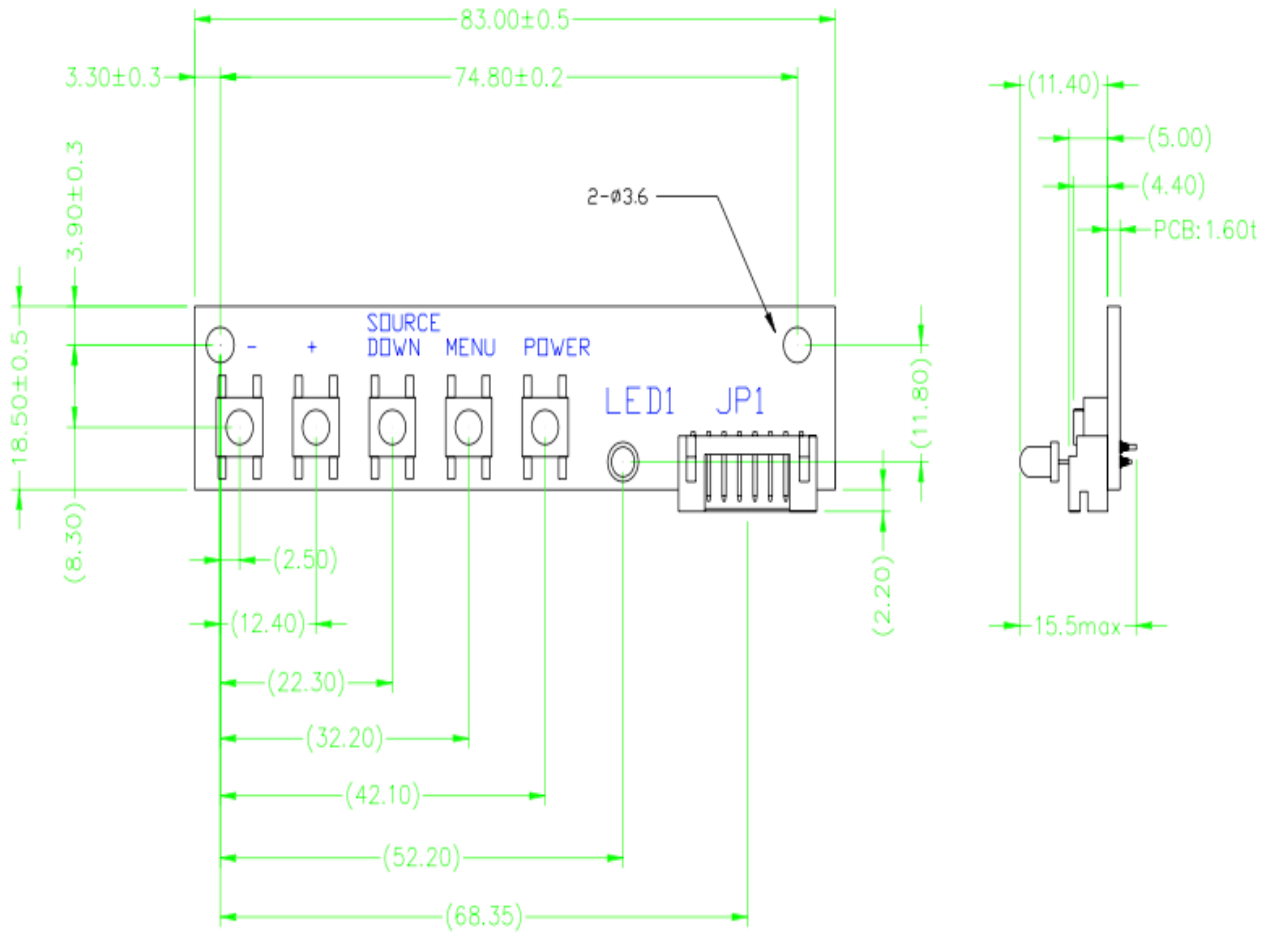 83.00±0.5
3.30±0.3
74.80±0.2
(11.40)
(5.00)
(4.40)
PCB:1.60t
3.90±0.3
2-ø3.6
18.50±0.5
SOURCE
DOWN
- + MENU POWER
LED1 JP1
(11.80)
(8.30)
(2.50)
(2.20)
(12.40)
15.5max
(22.30)
(32.20)
(42.10)
(52.20)
(68.35)